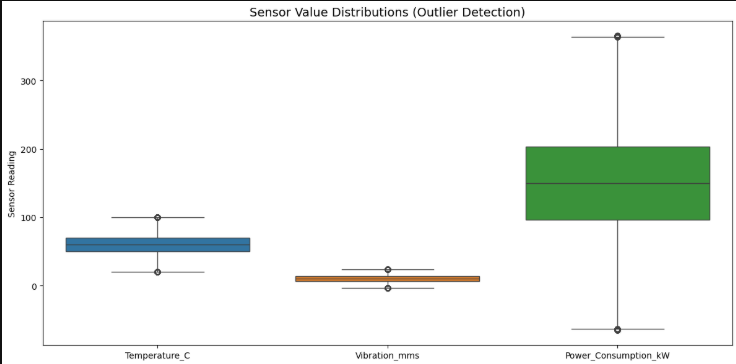 Sensor Value Distributions (Outlier Detection)
Sensor Reading
300
200
100
0
Temperature_C
Vibration_mms
Power_Consumption_kW